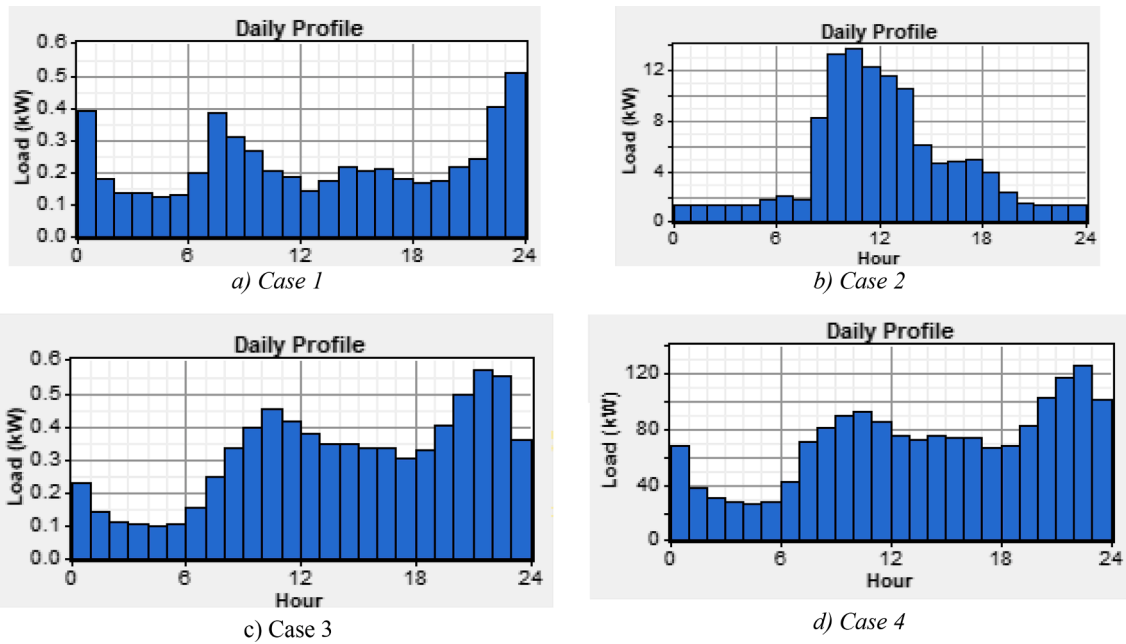 Daily Profile
0.6
0.5
0.4
0.3
0.2
0.1
0.0
Load (kW)
0 6 12 18 24
a) Case 1
Daily Profile
12
8
4
0
Load (kW)
0 6 12 18 24
Hour
b) Case 2
Daily Profile
0.6
0.5
0.4
0.3
0.2
0.1
0.0
Load (kW)
0 6 12 18 24
Hour
c) Case 3
Daily Profile
120
80
40
0
Load (kW)
0 6 12 18 24
Hour
d) Case 4